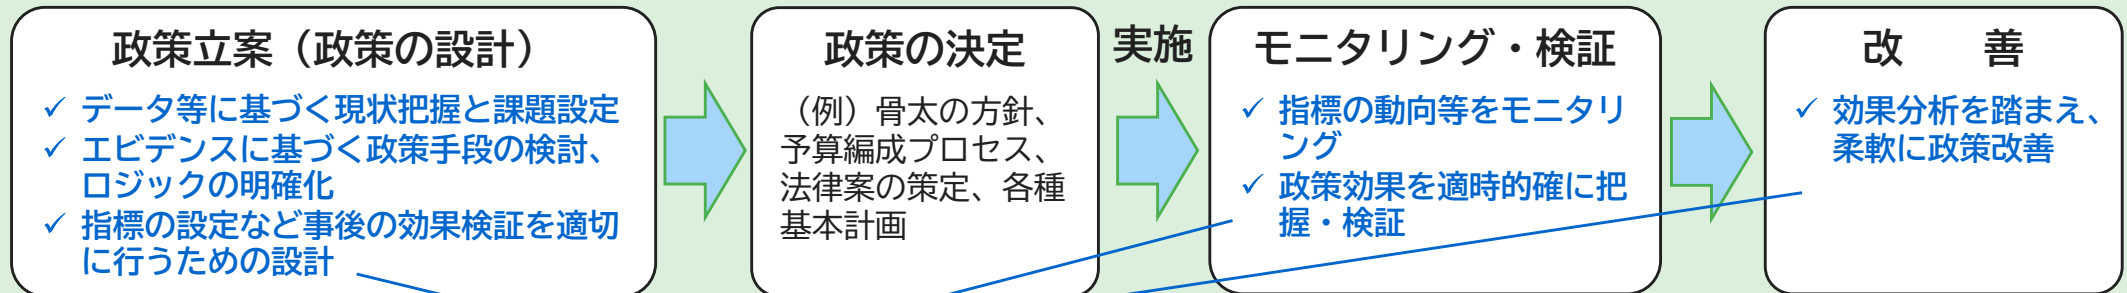 政策立案（政策の設計）
✓ データ等に基づく現状把握と課題設定
✓ エビデンスに基づく政策手段の検討、
ロジックの明確化
✓ 指標の設定など事後の効果検証を適切
に行うための設計
政策の決定
（例）骨太の方針、
予算編成プロセス、
法律案の策定、各種
基本計画
実施
モニタリング・検証
✓ 指標の動向等をモニタリ
ング
✓ 政策効果を適時的確に把
握・検証
改　　善
✓ 効果分析を踏まえ、
柔軟に政策改善